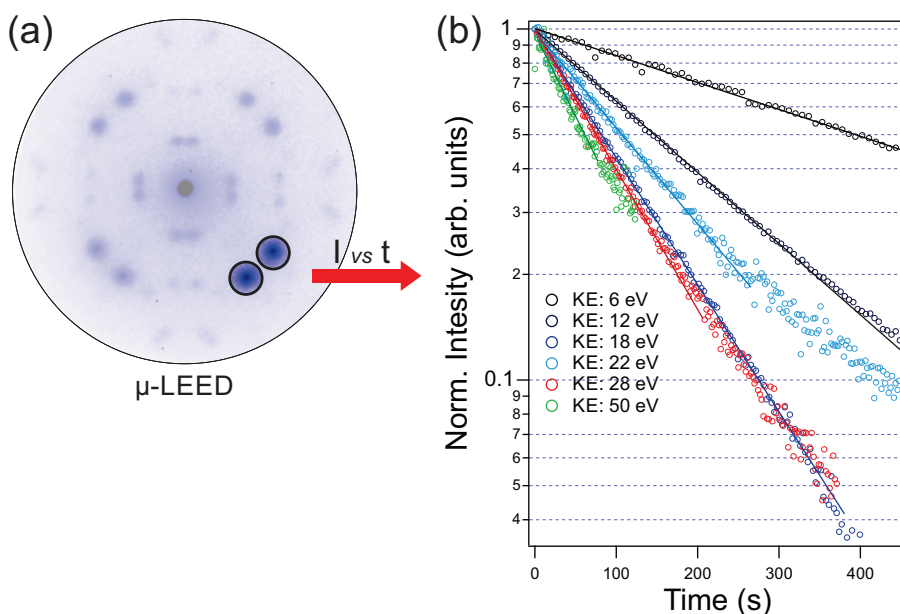 (a)
I vs t
μ-LEED
(b)
Norm. Intesity (arb. units)
1
9
8
7
6
5
4
3
2
0.1
9
8
7
6
5
4
KE: 6 eV
KE: 12 eV
KE: 18 eV
KE: 22 eV
KE: 28 eV
KE: 50 eV
0 100 200 300 400
Time (s)